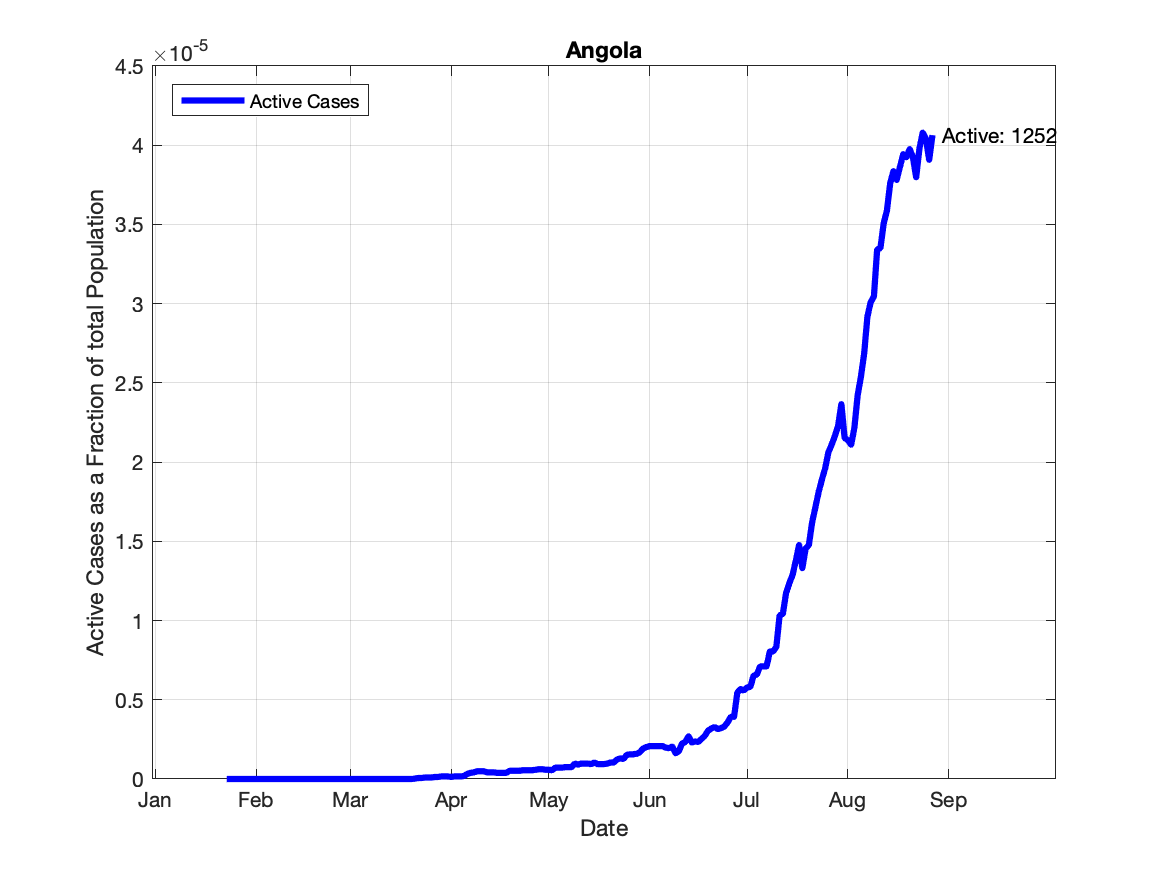 Angola
×10-5
Active Cases
Active: 1252
4.5
4
3.5
3
2.5
2
1.5
1
0.5
0
Active Cases as a Fraction of total Population
Jan Feb Mar Apr May Jun Jul Aug Sep
Date